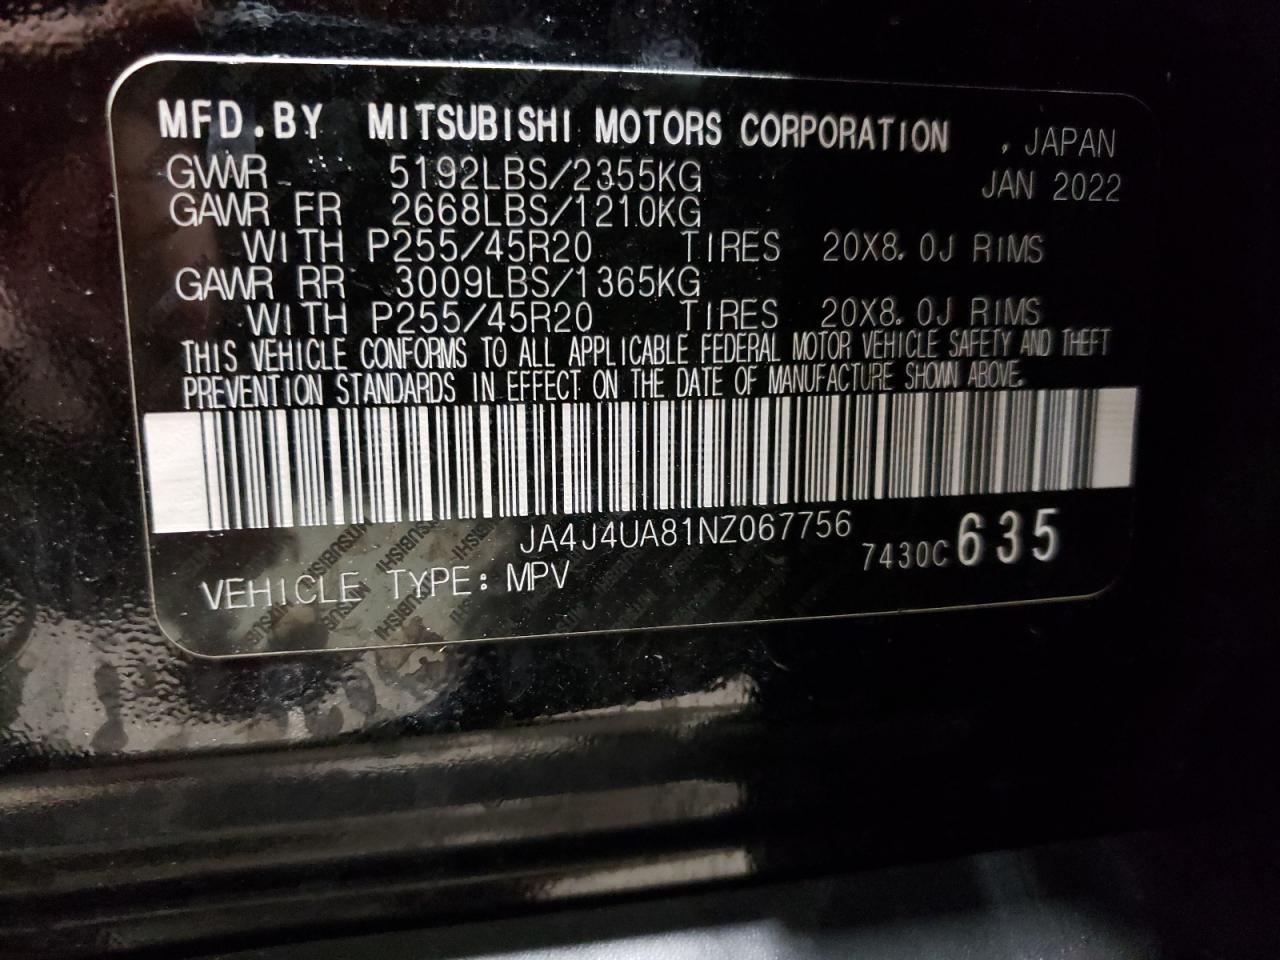 MFD.BY MITSUBISHI MOTORS CORPORATION , JAPAN
GVWR 5192LBS/2355KG JAN 2022
GAWR FR 2668LBS/1210KG
WITH P255/45R20 TIRES 20X8.0J RIMS
GAWR RR 3009LBS/1365KG
WITH P255/45R20 TIRES 20X8.0J RIMS
THIS VEHICLE CONFORMS TO ALL APPLICABLE FEDERAL MOTOR VEHICLE SAFETY AND THEFT
PREVENTION STANDARDS IN EFFECT ON THE DATE OF MANUFACTURE SHOWN ABOVE.
JA4J4UA81NZ067756 7430C 635
VEHICLE TYPE: MPV